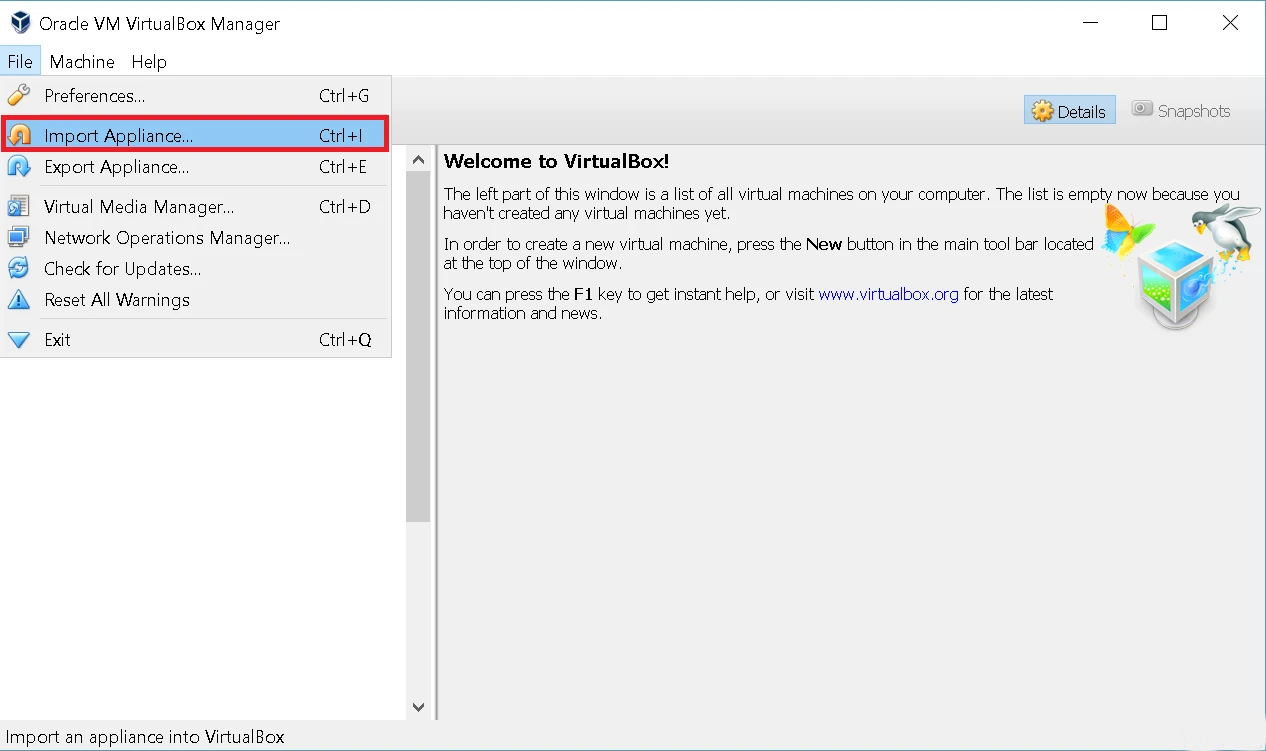 Oracle VM VirtualBox Manager
File Machine Help
Preferences... Ctrl+G
Import Appliance... Ctrl+I
Export Appliance... Ctrl+E
Virtual Media Manager... Ctrl+D
Network Operations Manager...
Check for Updates...
Reset All Warnings
Exit Ctrl+Q
Details Snapshots
Welcome to VirtualBox!
The left part of this window is a list of all virtual machines on your computer. The list is empty now because you
haven't created any virtual machines yet.
In order to create a new virtual machine, press the New button in the main tool bar located
at the top of the window.
You can press the F1 key to get instant help, or visit www.virtualbox.org for the latest
information and news.
Import an appliance into VirtualBox